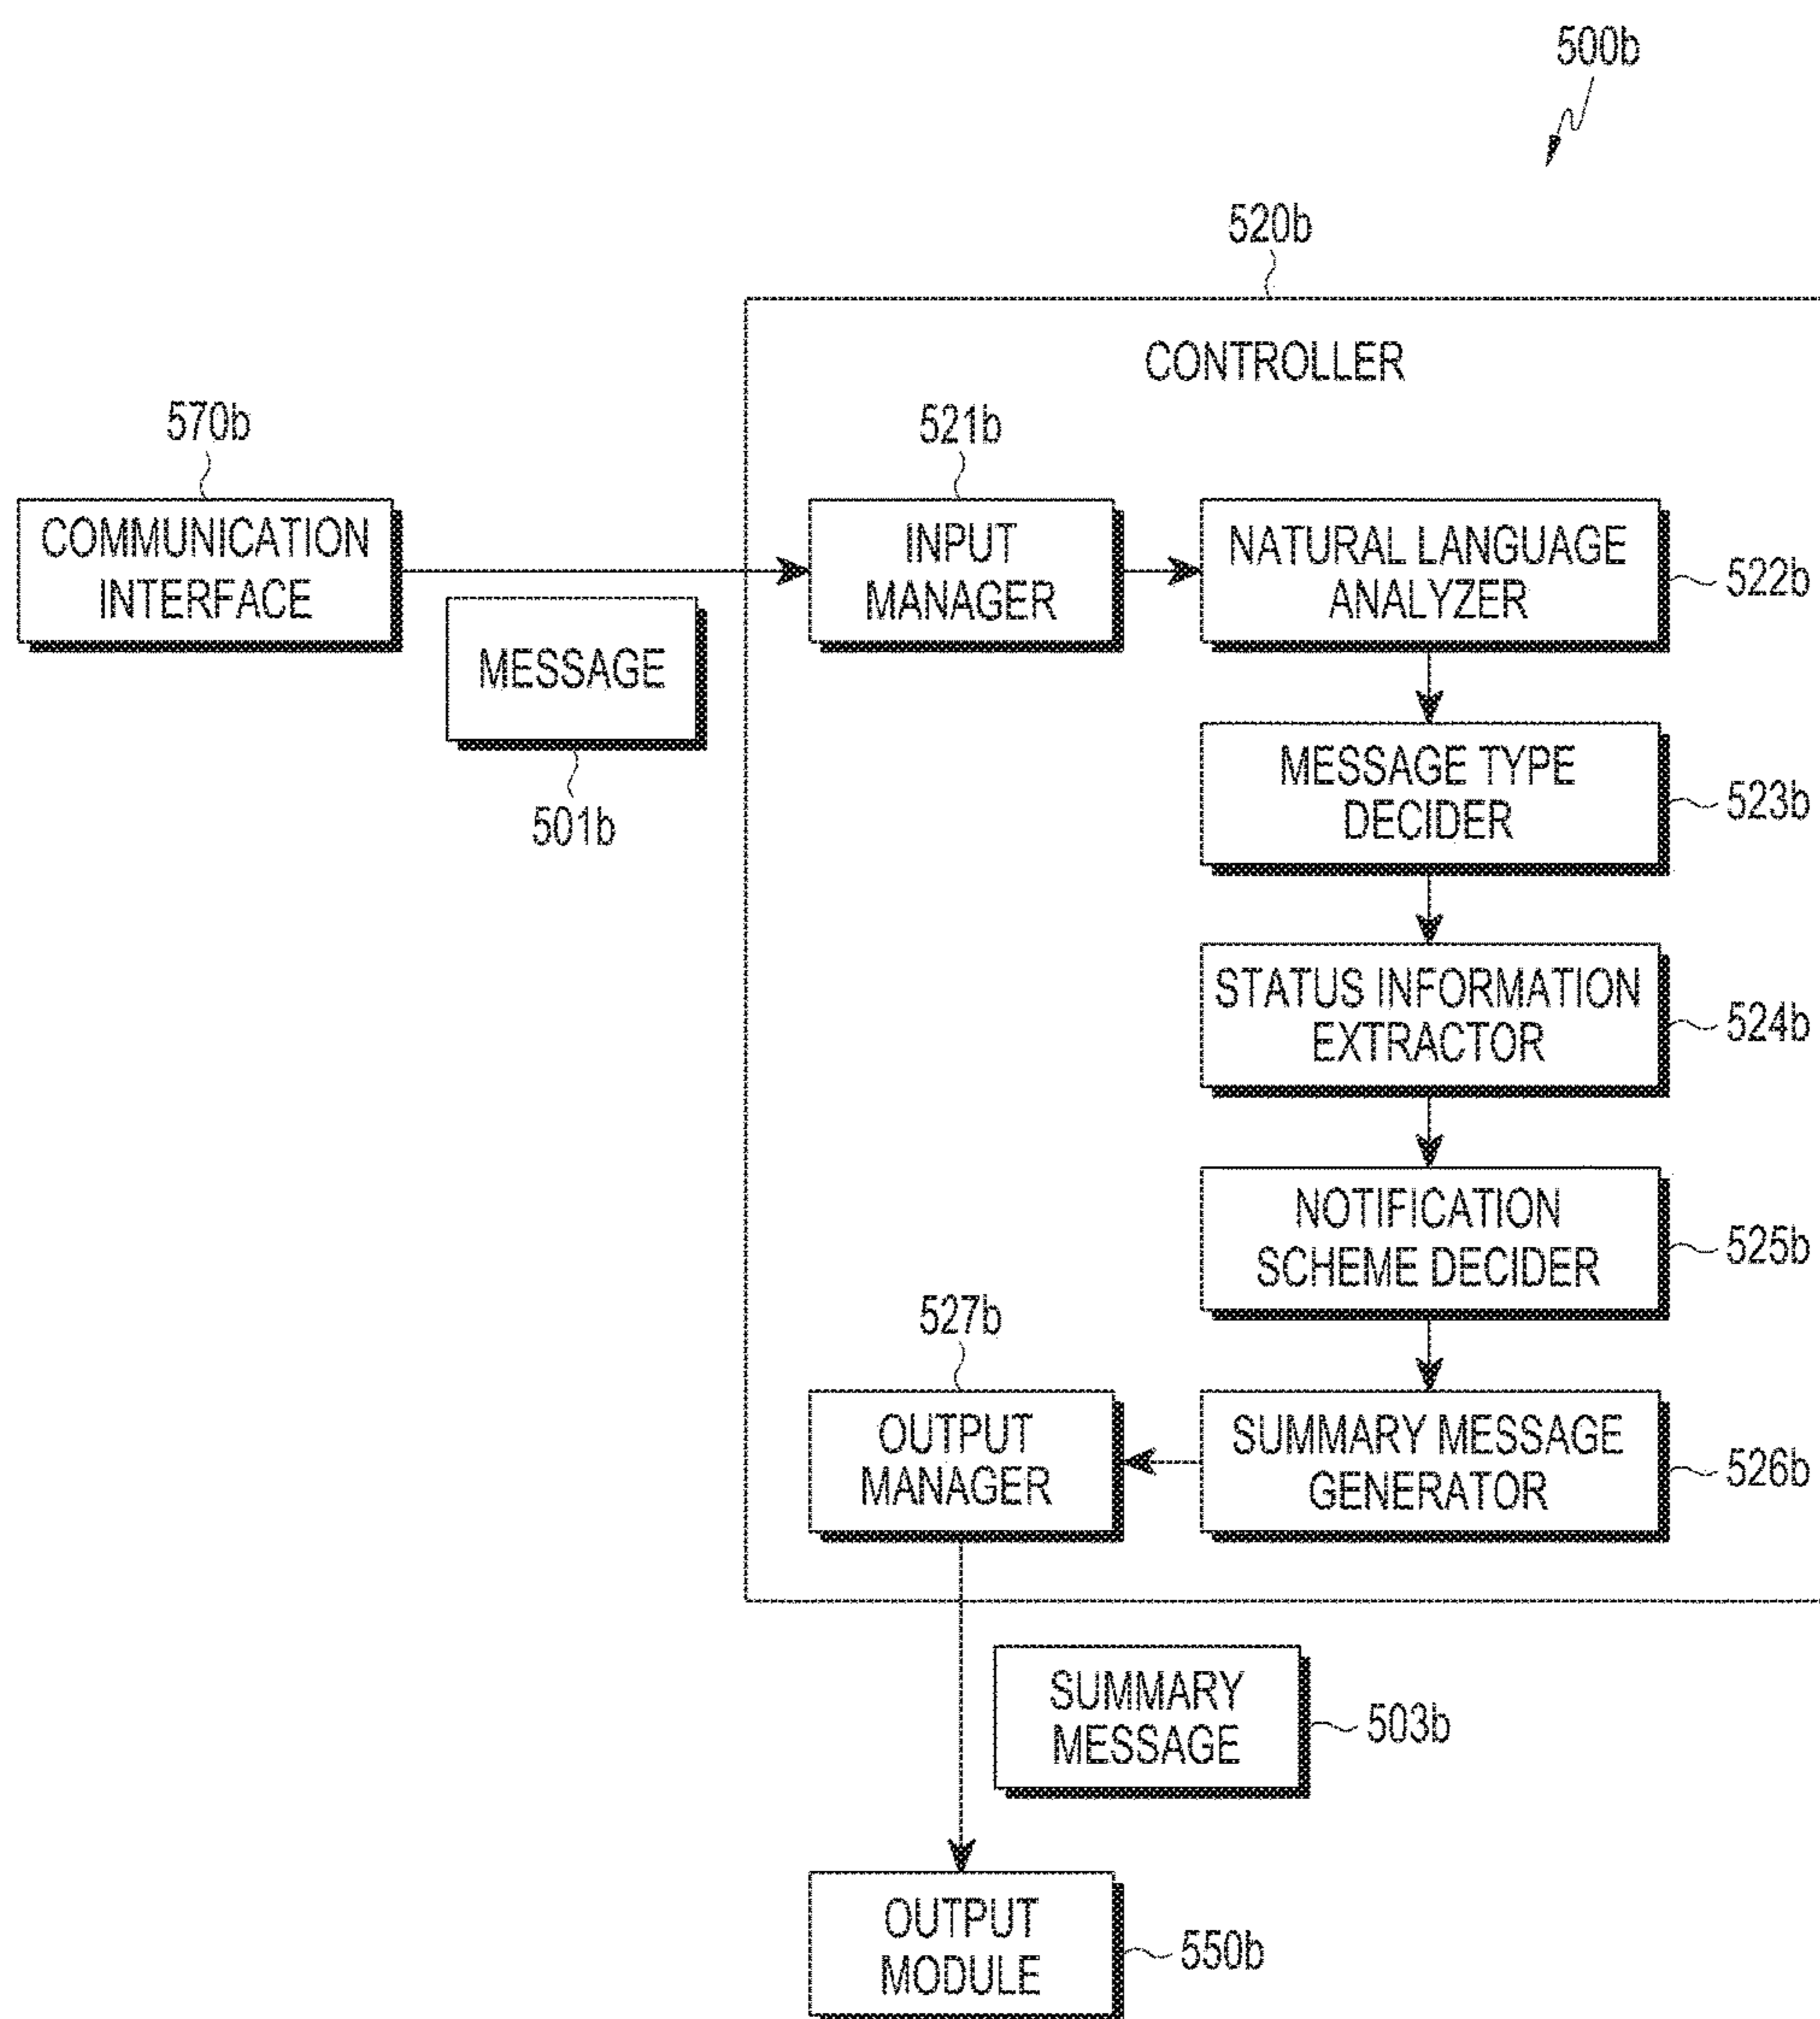 500b
520b
CONTROLLER
570b
521b
COMMUNICATION
INTERFACE
INPUT
MANAGER
NATURAL LANGUAGE
ANALYZER
522b
MESSAGE
501b
MESSAGE TYPE
DECIDER
523b
STATUS INFORMATION
EXTRACTOR
524b
NOTIFICATION
SCHEME DECIDER
525b
527b
OUTPUT
MANAGER
SUMMARY MESSAGE
GENERATOR
526b
SUMMARY
MESSAGE
503b
OUTPUT
MODULE
550b